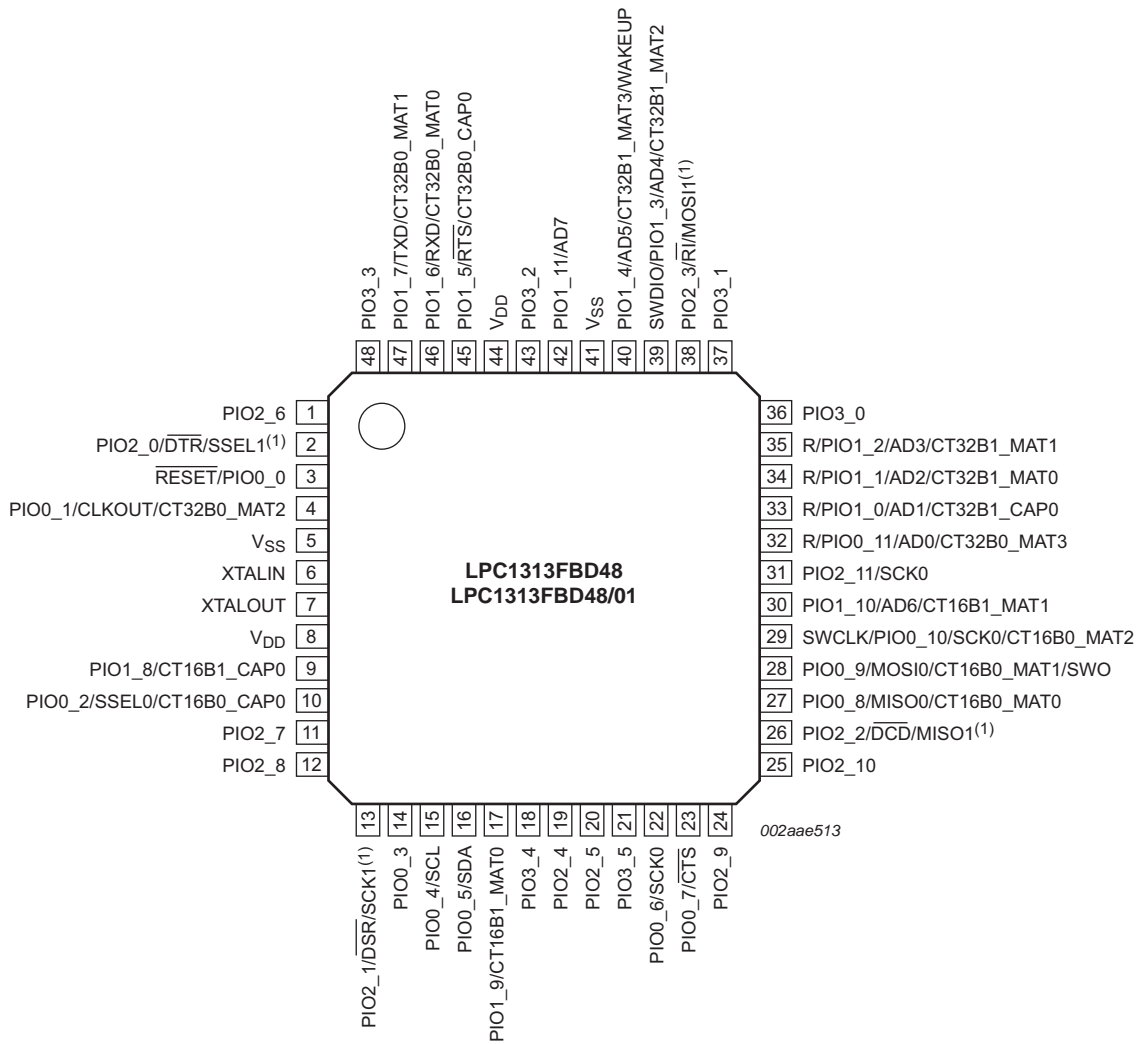 PIO3_3
PIO1_7/TXD/CT32B0_MAT1
PIO1_6/RXD/CT32B0_MAT0
PIO1_5/RTS/CT32B0_CAP0
VDD
PIO3_2
PIO1_11/AD7
VSS
PIO1_4/AD5/CT32B1_MAT3/WAKEUP
SWDIO/PIO1_3/AD4/CT32B1_MAT2
PIO2_3/RI/MOSI1(1)
PIO3_1
48
47
46
45
44
43
42
41
40
39
38
37
PIO2_6 1
PIO2_0/DTR/SSEL1(1) 2
RESET/PIO0_0 3
PIO0_1/CLKOUT/CT32B0_MAT2 4
VSS 5
XTALIN 6
XTALOUT 7
VDD 8
PIO1_8/CT16B1_CAP0 9
PIO0_2/SSEL0/CT16B0_CAP0 10
PIO2_7 11
PIO2_8 12
LPC1313FBD48
LPC1313FBD48/01
36 PIO3_0
35 R/PIO1_2/AD3/CT32B1_MAT1
34 R/PIO1_1/AD2/CT32B1_MAT0
33 R/PIO1_0/AD1/CT32B1_CAP0
32 R/PIO0_11/AD0/CT32B0_MAT3
31 PIO2_11/SCK0
30 PIO1_10/AD6/CT16B1_MAT1
29 SWCLK/PIO0_10/SCK0/CT16B0_MAT2
28 PIO0_9/MOSI0/CT16B0_MAT1/SWO
27 PIO0_8/MISO0/CT16B0_MAT0
26 PIO2_2/DCD/MISO1(1)
25 PIO2_10
13
14
15
16
17
18
19
20
21
22
23
24
PIO2_1/DSR/SCK1(1)
PIO0_3
PIO0_4/SCL
PIO0_5/SDA
PIO1_9/CT16B1_MAT0
PIO3_4
PIO2_4
PIO2_5
PIO3_5
PIO0_6/SCK0
PIO0_7/CTS
PIO2_9
002aae513